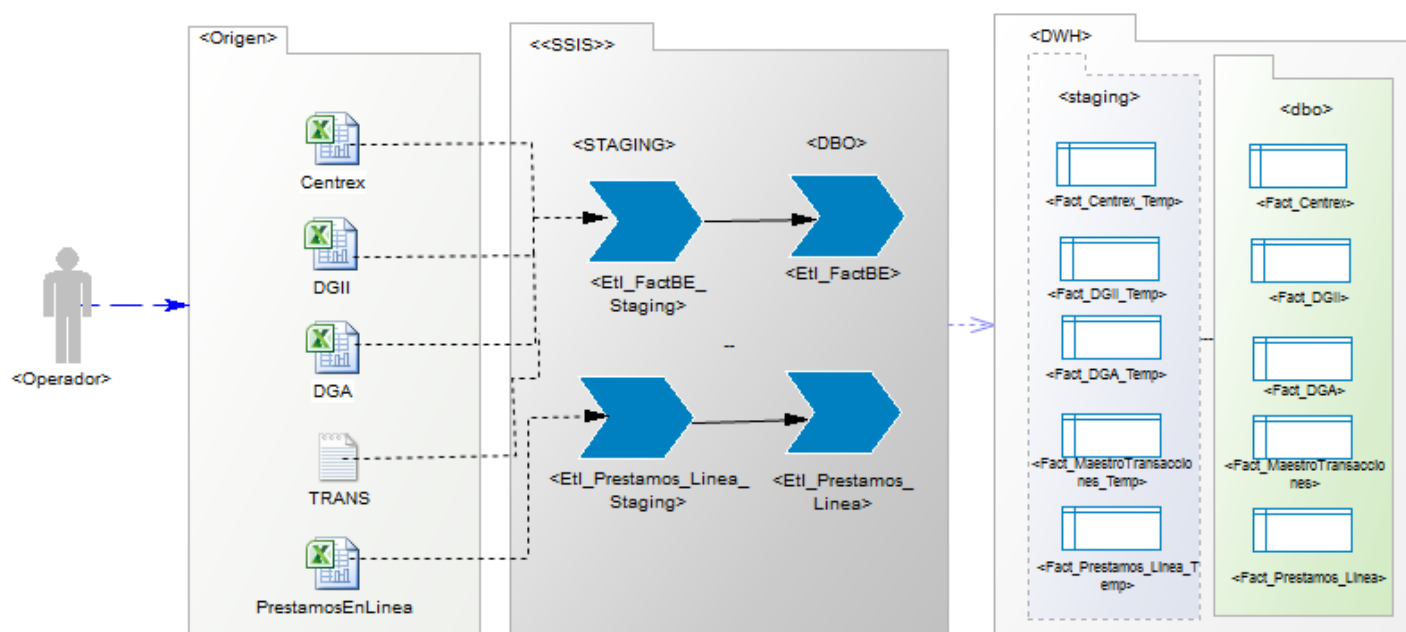 <Origen>
Centrex
DGII
DGA
TRANS
PrestamosEnLinea
<Operador>
<<SSIS>>
<STAGING>
<DBO>
<Etl_FactBE_
Staging>
<Etl_FactBE>
--
<Etl_Prestamos_Linea_
Staging>
<Etl_Prestamos_
Linea>
<DWH>
<staging>
<Fact_Centrex_Temp>
<Fact_DGII_Temp>
<Fact_DGA_Temp>
<Fact_MaestroTransaccio
nes_Temp>
<Fact_Prestamos_Linea_T
emp>
--
<dbo>
<Fact_Centrex>
<Fact_DGII>
<Fact_DGA>
<Fact_MaestroTransaccio
nes>
<Fact_Prestamos_Linea>